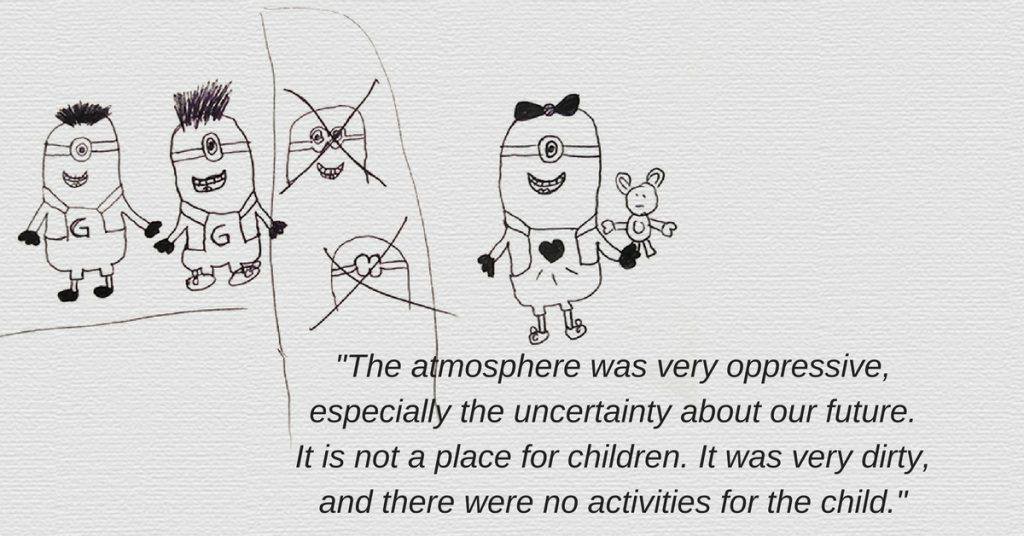 G
G
"The atmosphere was very oppressive,
especially the uncertainty about our future.
It is not a place for children. It was very dirty,
and there were no activities for the child."